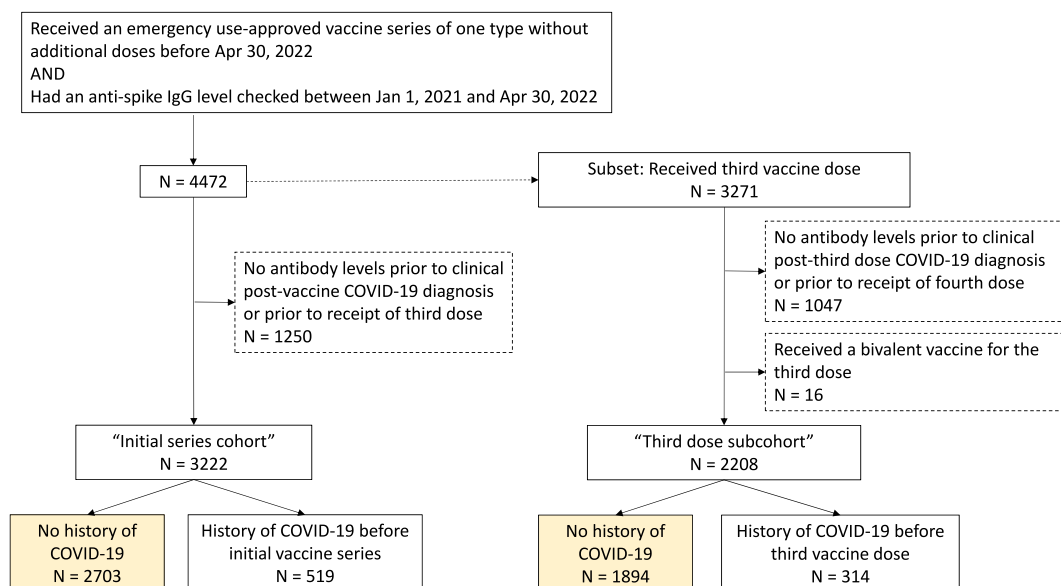 Received an emergency use-approved vaccine series of one type without
additional doses before Apr 30, 2022
AND
Had an anti-spike IgG level checked between Jan 1, 2021 and Apr 30, 2022
N = 4472
Subset: Received third vaccine dose
N = 3271
No antibody levels prior to clinical
post-vaccine COVID-19 diagnosis
or prior to receipt of third dose
N = 1250
No antibody levels prior to clinical
post-third dose COVID-19 diagnosis
or prior to receipt of fourth dose
N = 1047
Received a bivalent vaccine for the
third dose
N = 16
“Initial series cohort”
N = 3222
“Third dose subcohort”
N = 2208
No history of
COVID-19
N = 2703
History of COVID-19 before
initial vaccine series
N = 519
No history of
COVID-19
N = 1894
History of COVID-19 before
third vaccine dose
N = 314